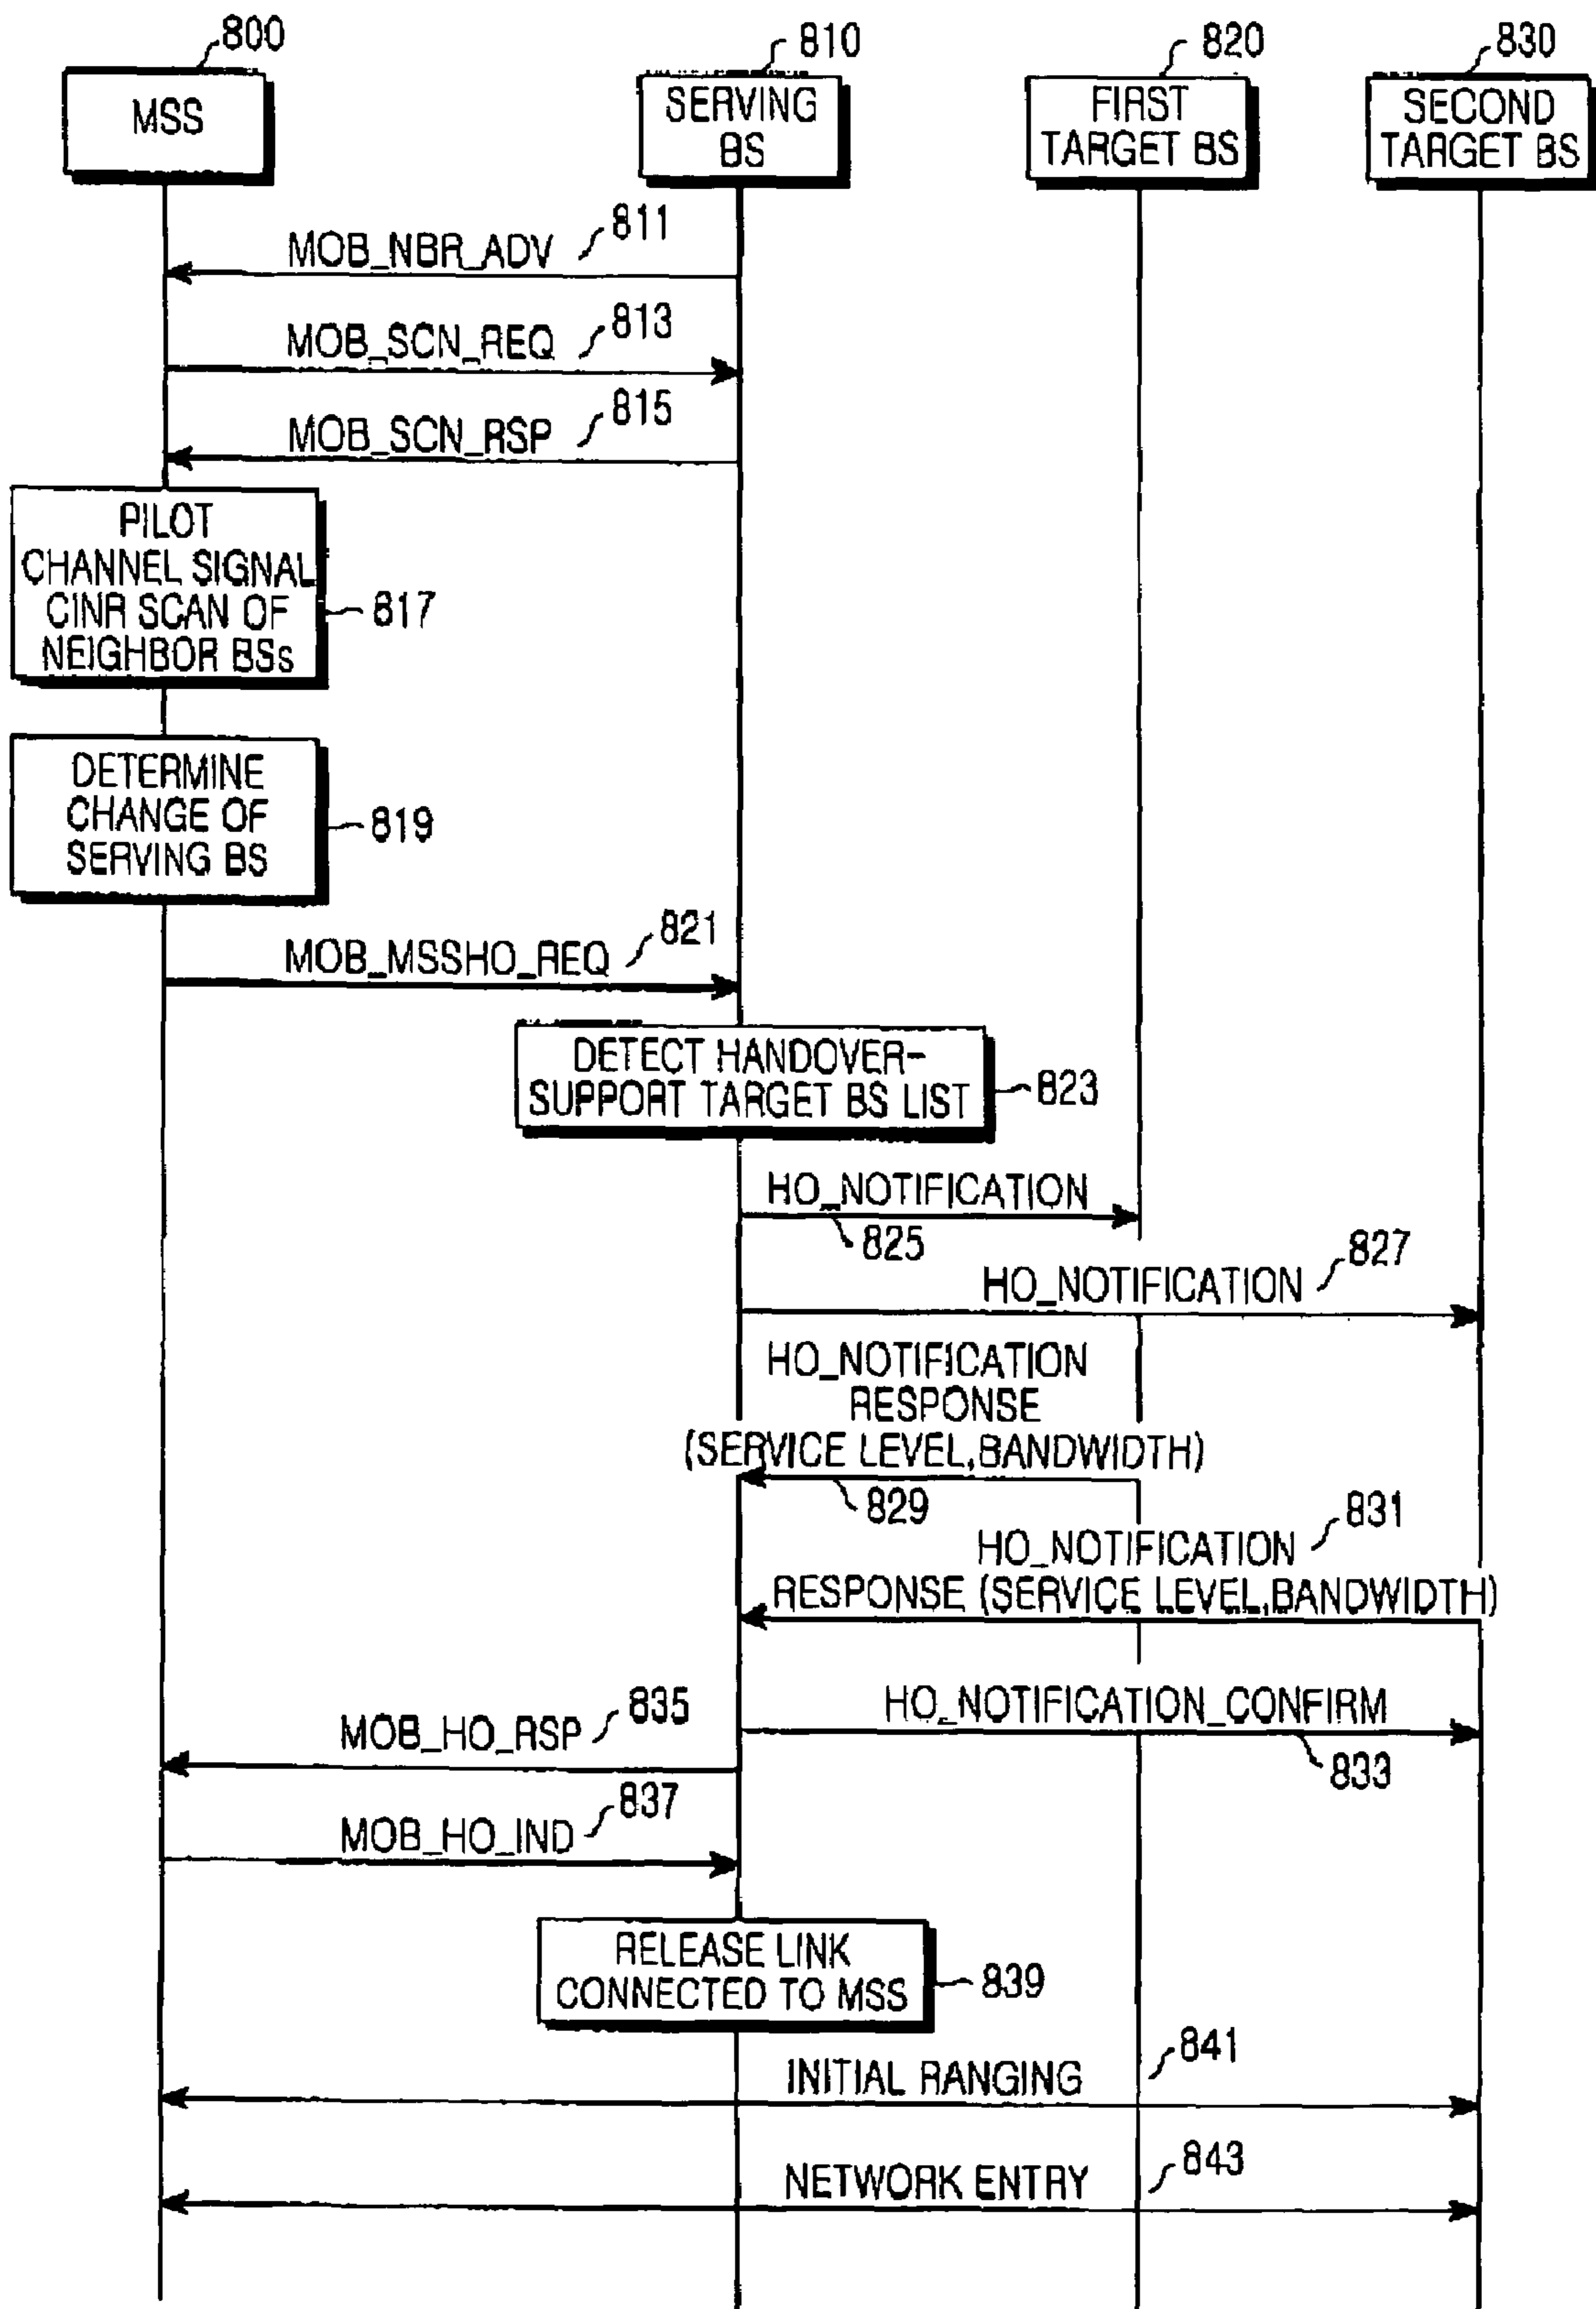 800
810
820
830
MSS
SERVING
BS
FIRST
TARGET BS
SECOND
TARGET BS
MOB_NBR_ADV
811
MOB_SCN_REQ
813
MOB_SCN_RSP
815
PILOT
CHANNEL SIGNAL
CINR SCAN OF
NEIGHBOR BSs
817
DETERMINE
CHANGE OF
SERVING BS
819
MOB_MSSHO_REQ
821
DETECT HANDOVER-
SUPPORT TARGET BS LIST
823
HO_NOTIFICATION
825
HO_NOTIFICATION
827
HO_NOTIFICATION
RESPONSE
(SERVICE LEVEL,BANDWIDTH)
829
HO_NOTIFICATION
831
RESPONSE (SERVICE LEVEL,BANDWIDTH)
HO_NOTIFICATION_CONFIRM
833
MOB_HO_RSP
835
MOB_HO_IND
837
RELEASE LINK
CONNECTED TO MSS
839
INITIAL RANGING
841
NETWORK ENTRY
843